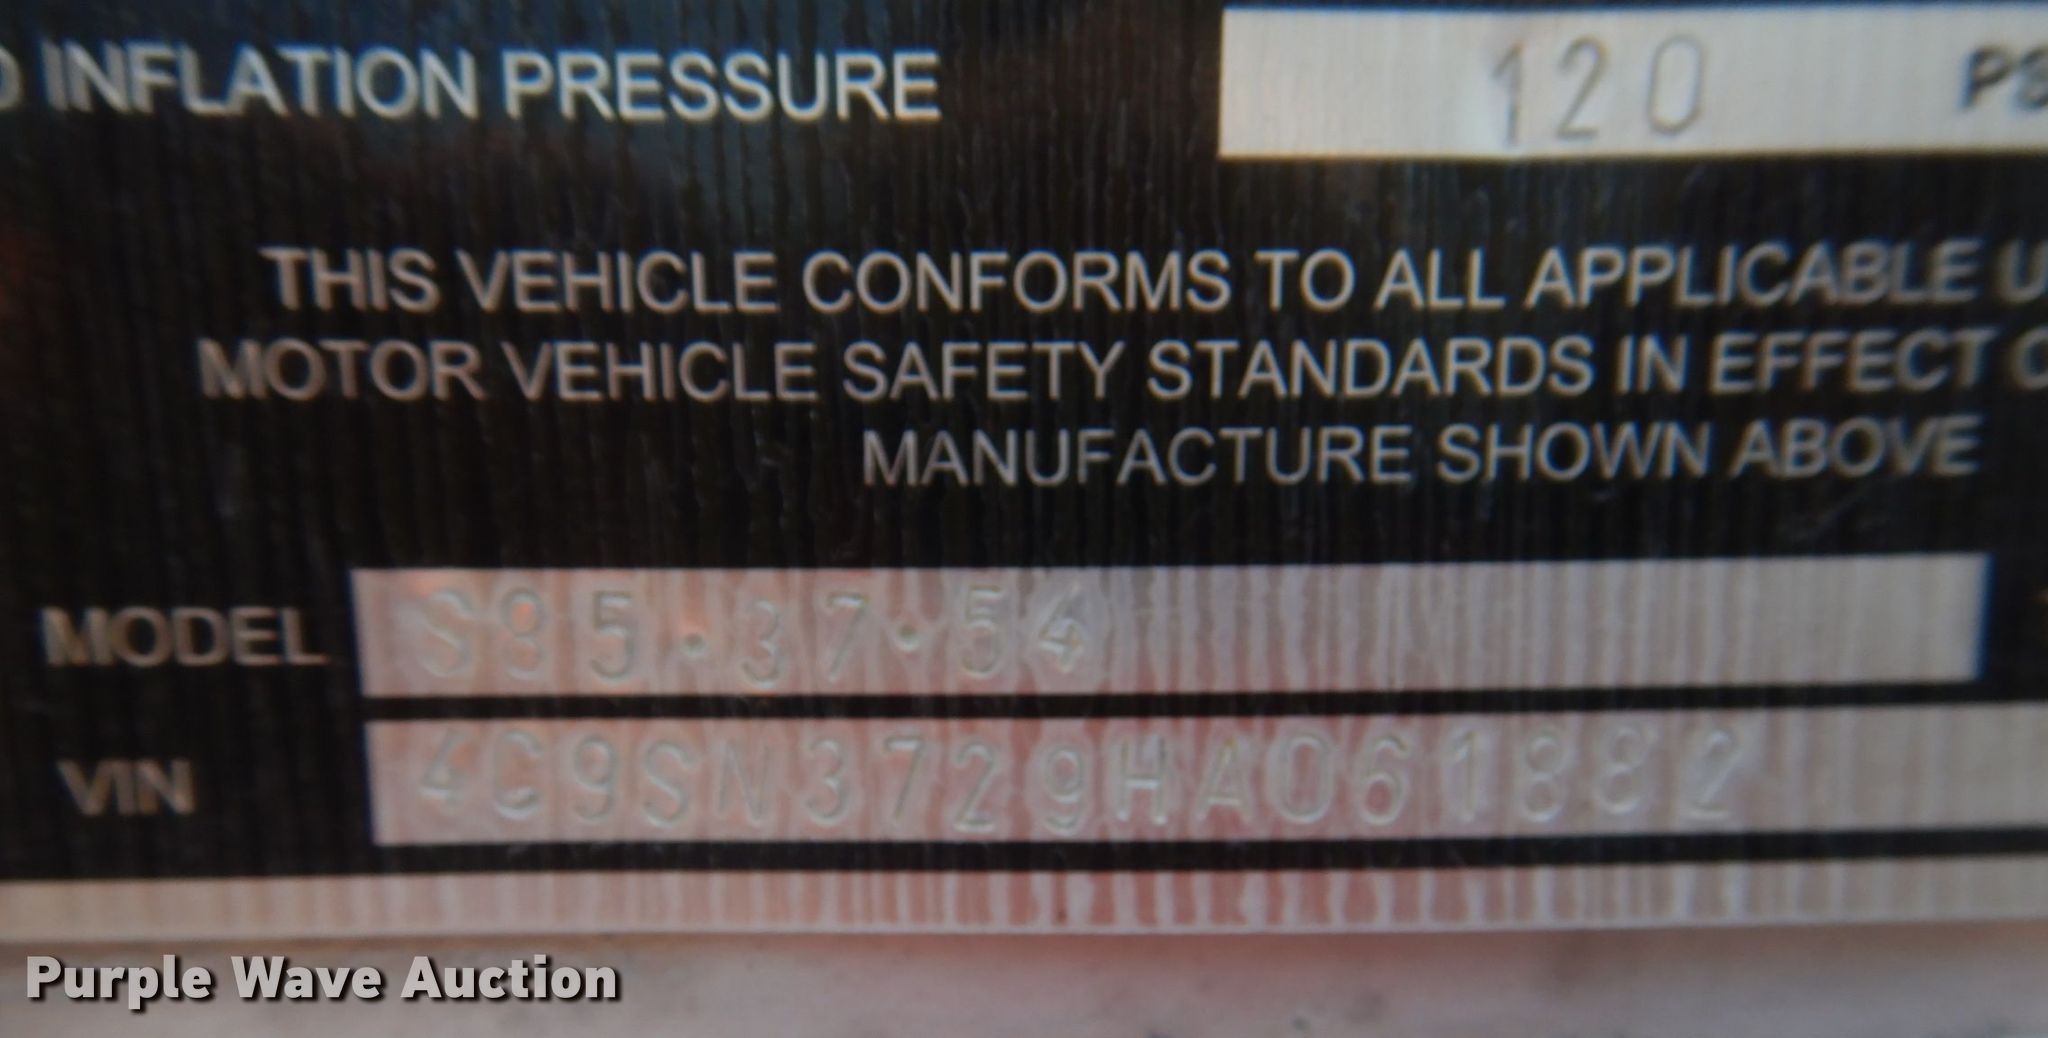 INFLATION PRESSURE 120 PS
THIS VEHICLE CONFORMS TO ALL APPLICABLE U
MOTOR VEHICLE SAFETY STANDARDS IN EFFECT O
MANUFACTURE SHOWN ABOVE
MODEL S95·37·54
VIN 4C9SN3729HA061882
Purple Wave Auction